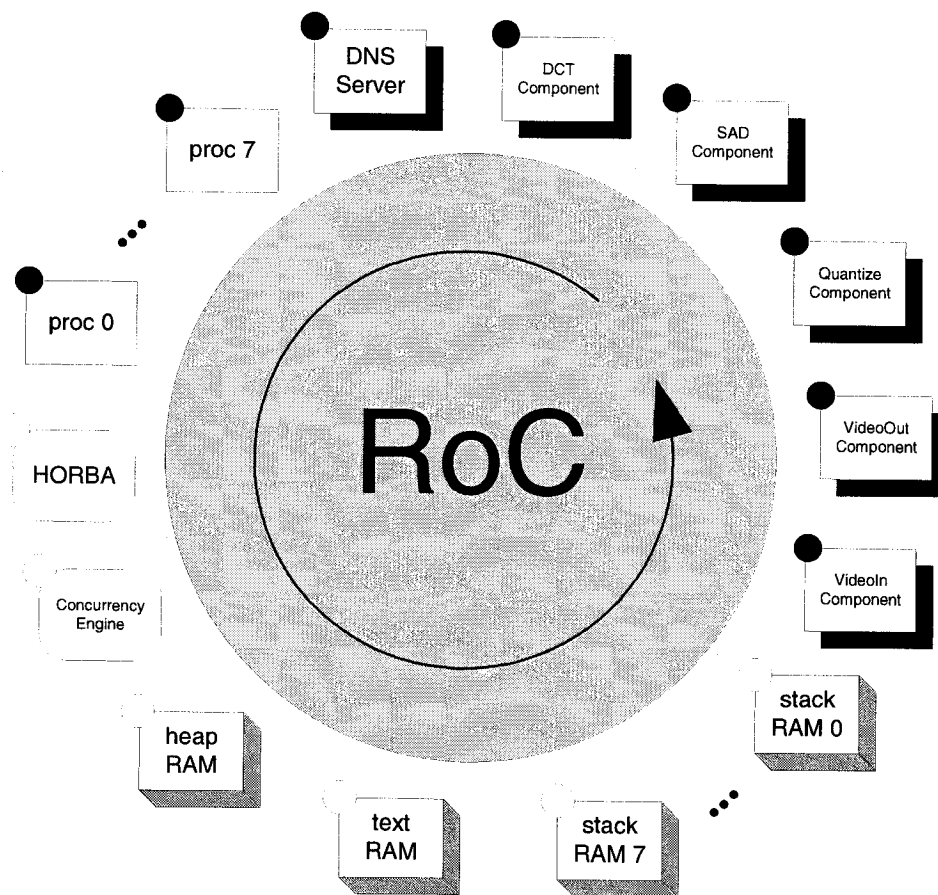 DNS
Server
DCT
Component
SAD
Component
proc 7
Quantize
Component
proc 0
RoC
VideoOut
Component
HORBA
VideoIn
Component
Concurrency
Engine
stack
RAM 0
heap
RAM
text
RAM
stack
RAM 7